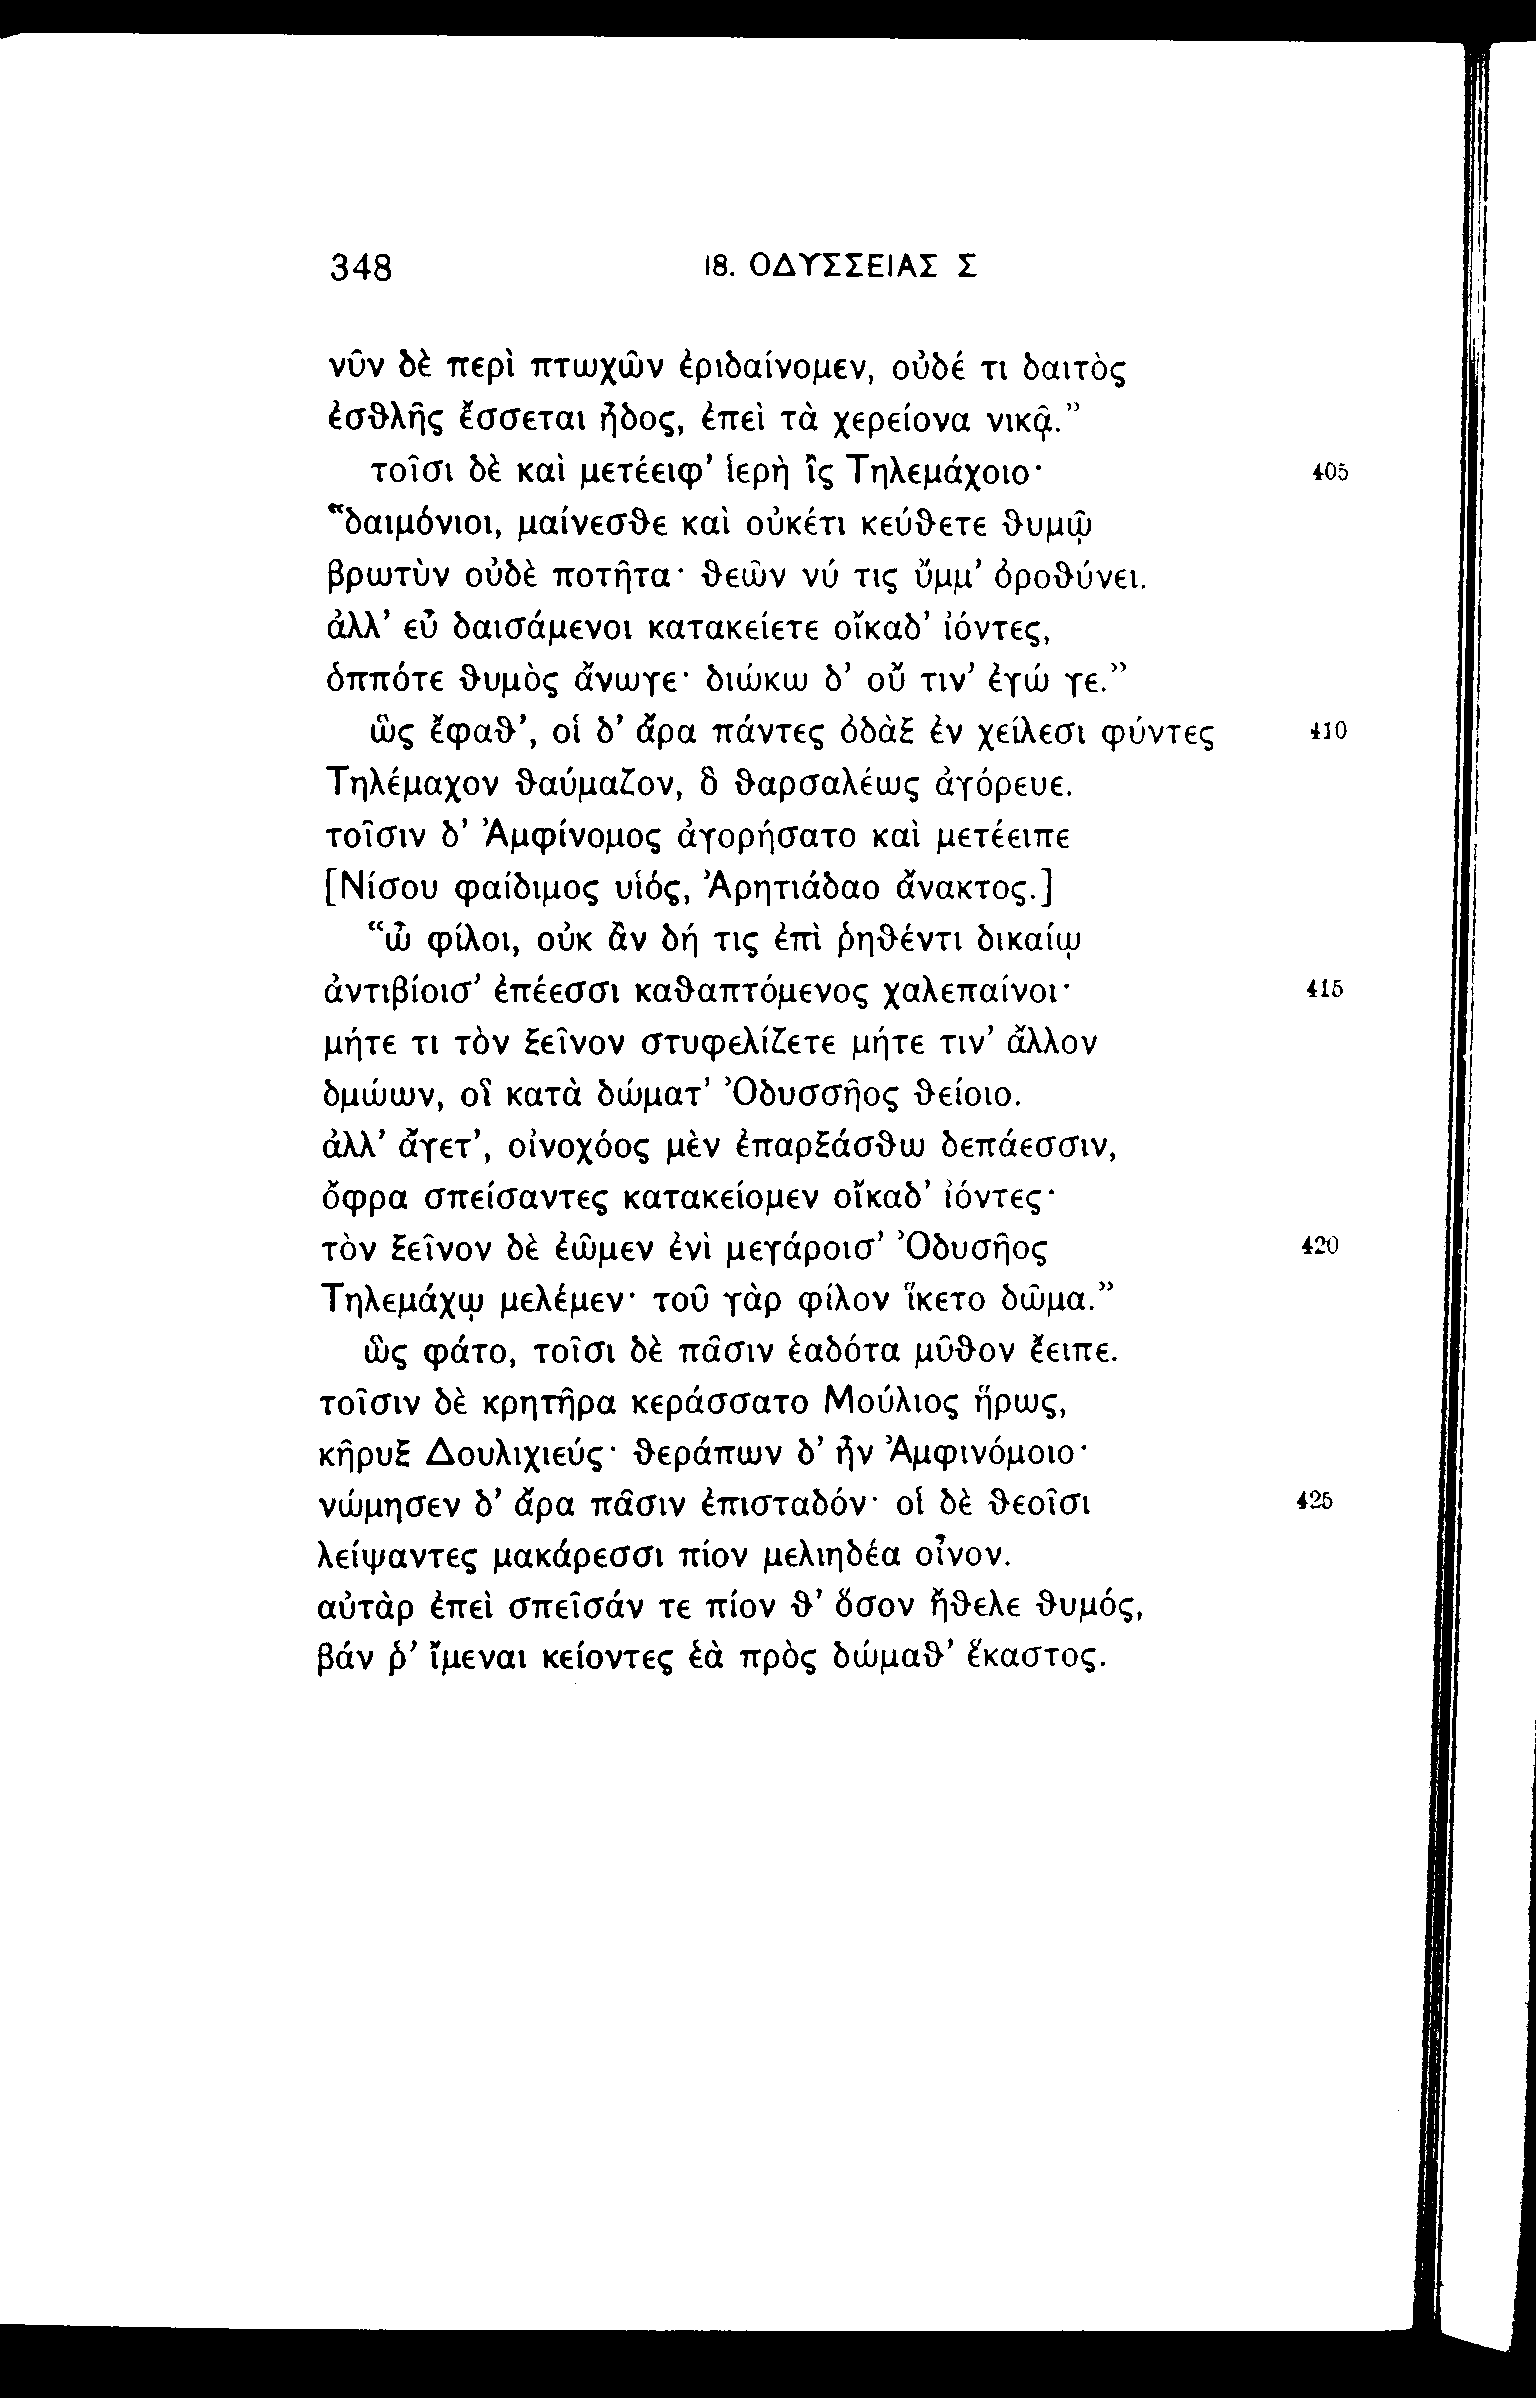 348 18. ΟΔΥΣΣΕΙΑΣ Σ
νῦν δὲ περὶ πτωχῶν ἐριδαίνομεν, οὐδέ τι δαιτὸς
ἐσθλῆς ἔσσεται ἦδος, ἐπεὶ τὰ χερείονα νικᾷ.”
τοῖσι δὲ καὶ μετέειφ’ ἱερὴ ἲς Τηλεμάχοιο· 405
“δαιμόνιοι, μαίνεσθε καὶ οὐκέτι κεύθετε θυμῷ
βρωτὺν οὐδὲ ποτῆτα· θεῶν νύ τις ὔμμ’ ὀροθύνει.
ἀλλ’ εὖ δαισάμενοι κατακείετε οἴκαδ’ ἰόντες,
ὁππότε θυμὸς ἄνωγε· διώκω δ’ οὔ τιν’ ἐγώ γε.”
ὣς ἔφαθ’, οἱ δ’ ἄρα πάντες ὀδὰξ ἐν χείλεσι φύντες 410
Τηλέμαχον θαύμαζον, ὃ θαρσαλέως ἀγόρευε.
τοῖσιν δ’ Ἀμφίνομος ἀγορήσατο καὶ μετέειπε
[Νίσου φαίδιμος υἱός, Ἀρητιάδαο ἄνακτος.]
“ὦ φίλοι, οὐκ ἂν δή τις ἐπὶ ῥηθέντι δικαίῳ
ἀντιβίοισ’ ἐπέεσσι καθαπτόμενος χαλεπαίνοι· 415
μήτε τι τὸν ξεῖνον στυφελίζετε μήτε τιν’ ἄλλον
δμώων, οἳ κατὰ δώματ’ Ὀδυσσῆος θείοιο.
ἀλλ’ ἄγετ’, οἰνοχόος μὲν ἐπαρξάσθω δεπάεσσιν,
ὄφρα σπείσαντες κατακείομεν οἴκαδ’ ἰόντες·
τὸν ξεῖνον δὲ ἐῶμεν ἐνὶ μεγάροισ’ Ὀδυσῆος 420
Τηλεμάχῳ μελέμεν· τοῦ γὰρ φίλον ἵκετο δῶμα.”
ὣς φάτο, τοῖσι δὲ πᾶσιν ἑαδότα μῦθον ἔειπε.
τοῖσιν δὲ κρητῆρα κεράσσατο Μούλιος ἥρως,
κῆρυξ Δουλιχιεύς· θεράπων δ’ ἦν Ἀμφινόμοιο·
νώμησεν δ’ ἄρα πᾶσιν ἐπισταδόν· οἱ δὲ θεοῖσι 425
λείψαντες μακάρεσσι πίον μελιηδέα οἶνον.
αὐτὰρ ἐπεὶ σπεῖσάν τε πίον θ’ ὅσον ἤθελε θυμός,
βάν ῥ’ ἴμεναι κείοντες ἑὰ πρὸς δώμαθ’ ἕκαστος.